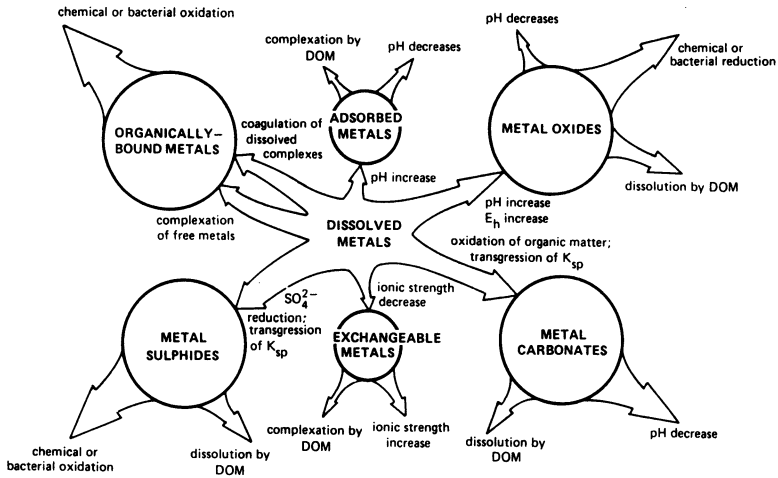 chemical or bacterial oxidation
complexation by
DOM
pH decreases
pH decreases
chemical or
bacterial reduction
ORGANICALLY—
BOUND METALS
coagulation of
dissolved
complexes
ADSORBED
METALS
METAL OXIDES
pH increase
dissolution by DOM
complexation
of free metals
DISSOLVED
METALS
pH increase
Eh increase
oxidation of organic matter;
transgression of Ksp
SO4 2−
reduction;
transgression
of Ksp
ionic strength
decrease
METAL
SULPHIDES
EXCHANGEABLE
METALS
METAL
CARBONATES
chemical or
bacterial oxidation
dissolution by
DOM
complexation by
DOM
ionic strength
increase
dissolution by
DOM
pH decrease